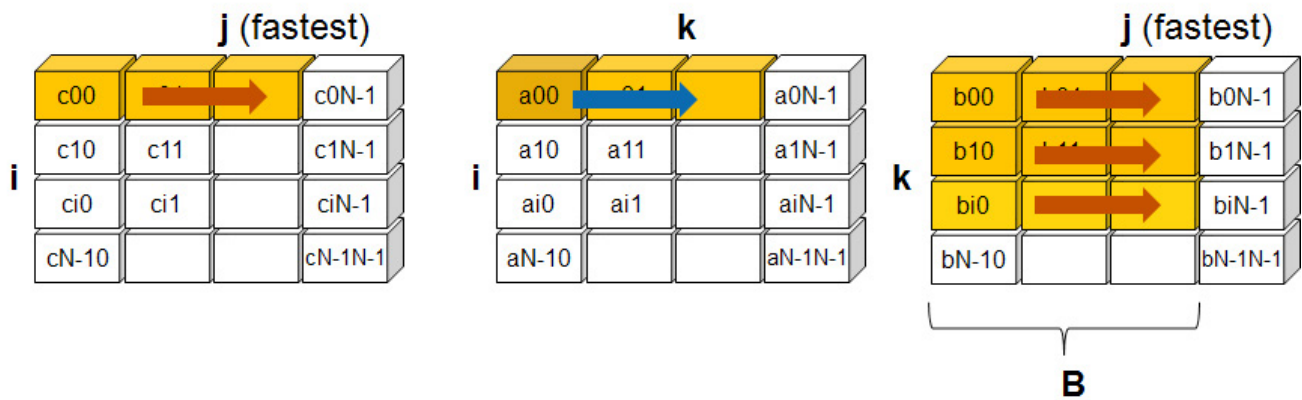 j (fastest)
k
j (fastest)
c00 c0N-1
a00 a0N-1
b00 b0N-1
c10 c11 c1N-1
a10 a11 a1N-1
b10 b1N-1
i
i
k
ci0 ci1 ciN-1
ai0 ai1 aiN-1
bi0 biN-1
cN-10 cN-1N-1
aN-10 aN-1N-1
bN-10 bN-1N-1
B